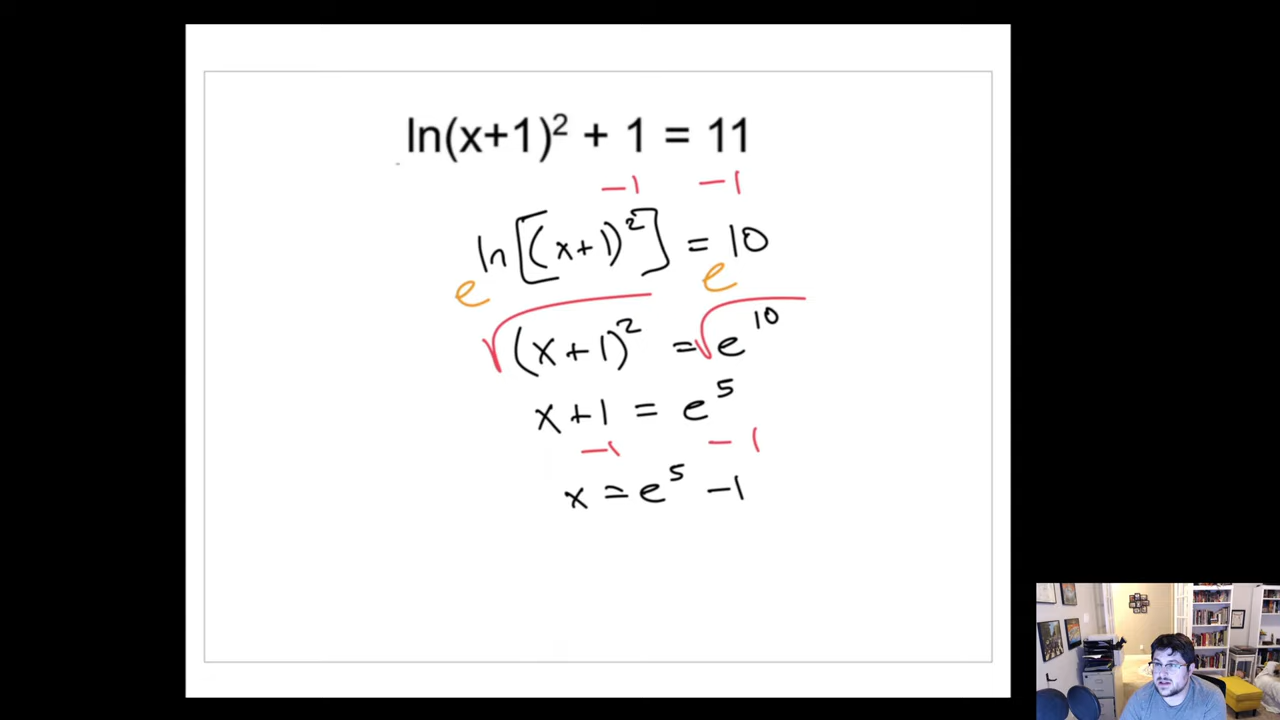 ln(x+1)² + 1 = 11
−1 −1
ln[(x+1)²] = 10
e e
√(x+1)² = √e¹⁰
x+1 = e⁵
−1 −1
x = e⁵ −1